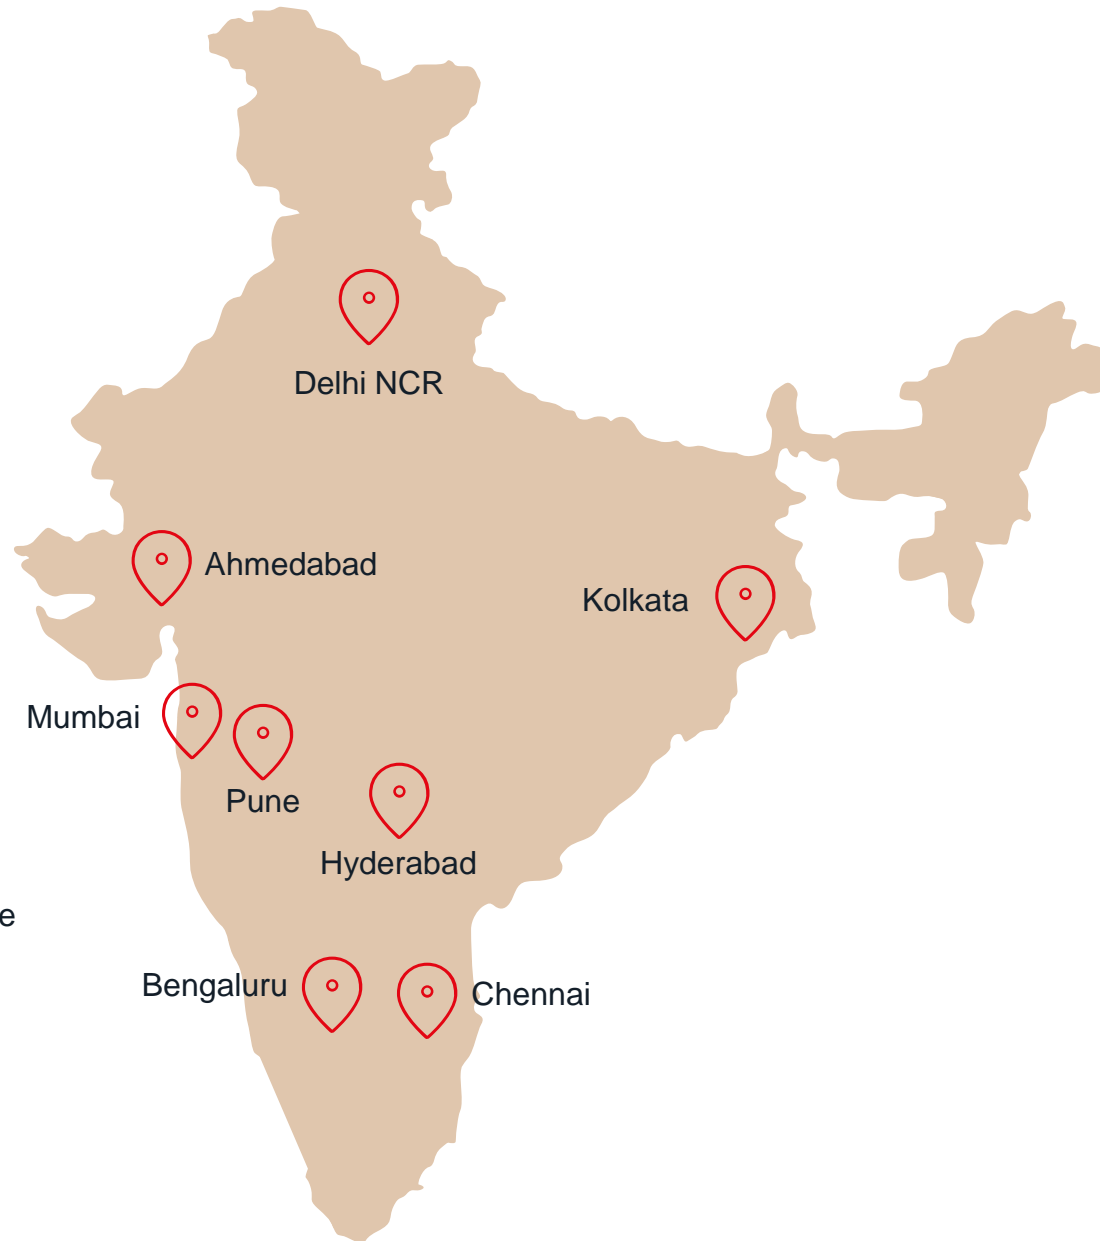 Delhi NCR
Ahmedabad
Kolkata
Mumbai
Pune
Hyderabad
e
Bengaluru
Chennai